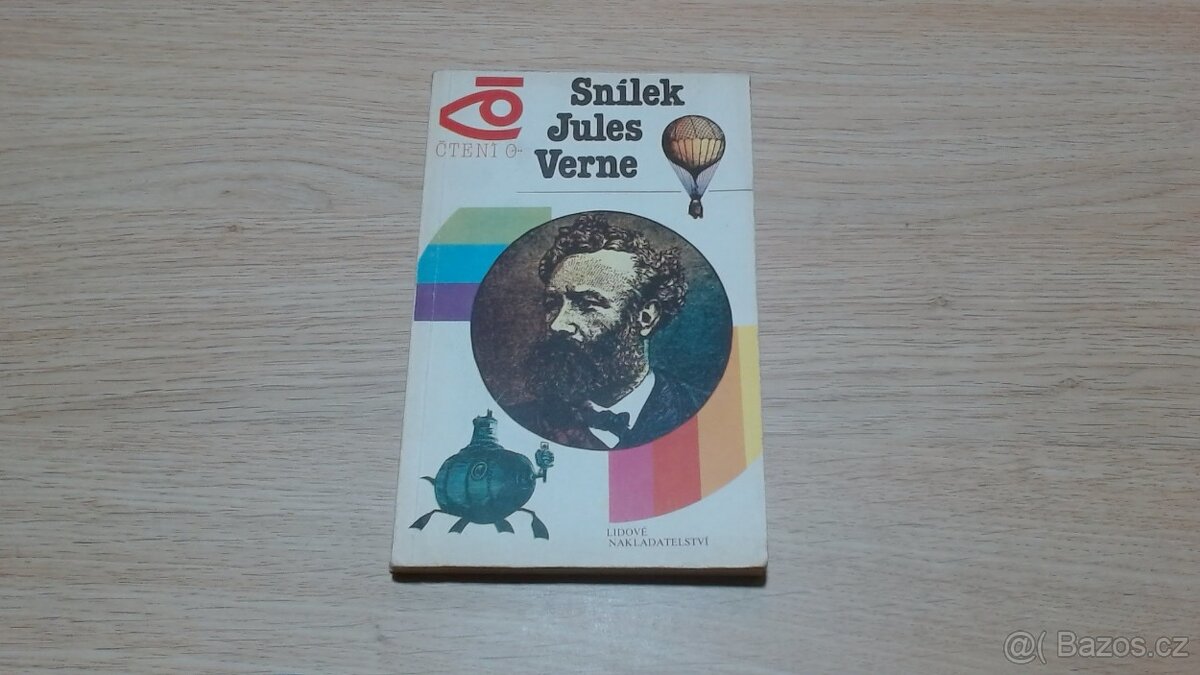 Snílek
Jules
Verne
ČTENÍ O-
LIDOVÉ
NAKLADATELSTVÍ
@( Bazos.cz